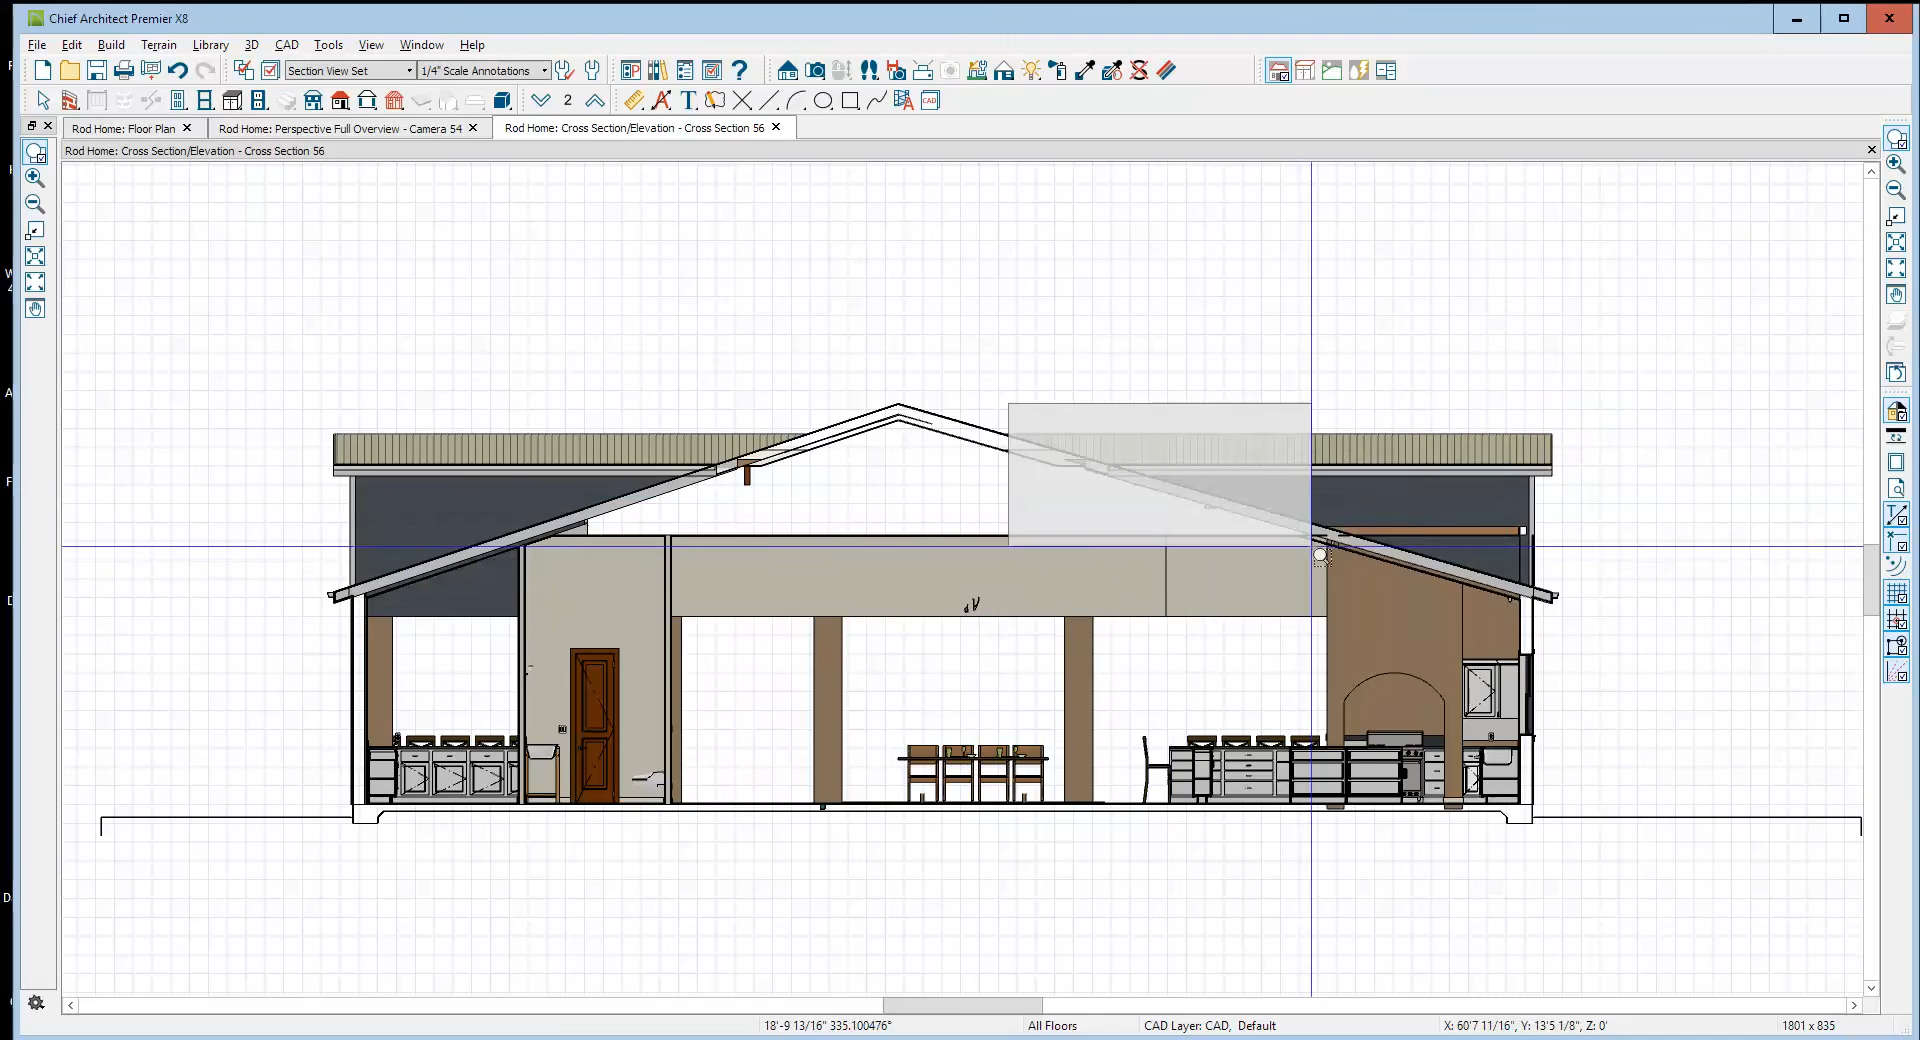 Chief Architect Premier X8
File Edit Build Terrain Library 3D CAD Tools View Window Help
Section View Set 1/4" Scale Annotations
2 CAD
Rod Home: Floor Plan Rod Home: Perspective Full Overview - Camera 54 Rod Home: Cross Section/Elevation - Cross Section 56
Rod Home: Cross Section/Elevation - Cross Section 56
18'-9 13/16" 335.100476° All Floors CAD Layer: CAD, Default X: 60'7 11/16", Y: 13'5 1/8", Z: 0' 1801 x 835